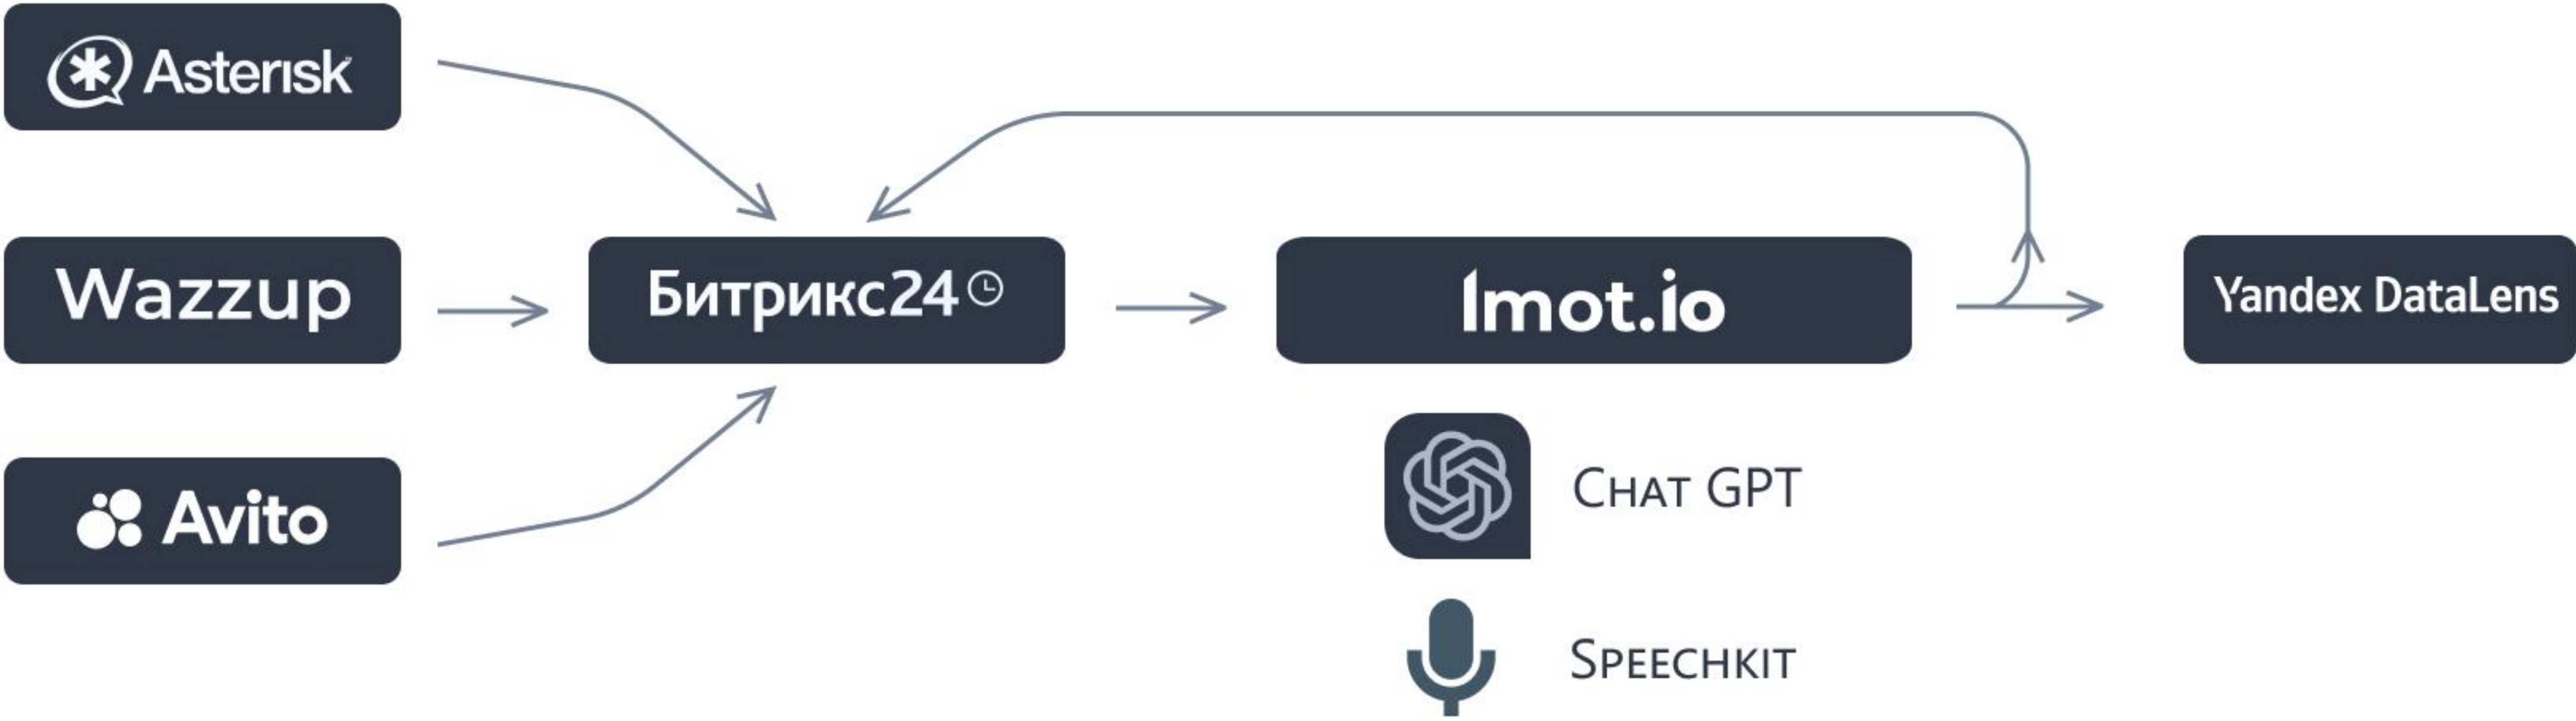 Asterisk
Wazzup
Битрикс24
Imot.io
Yandex DataLens
Avito
CHAT GPT
SPEECHKIT